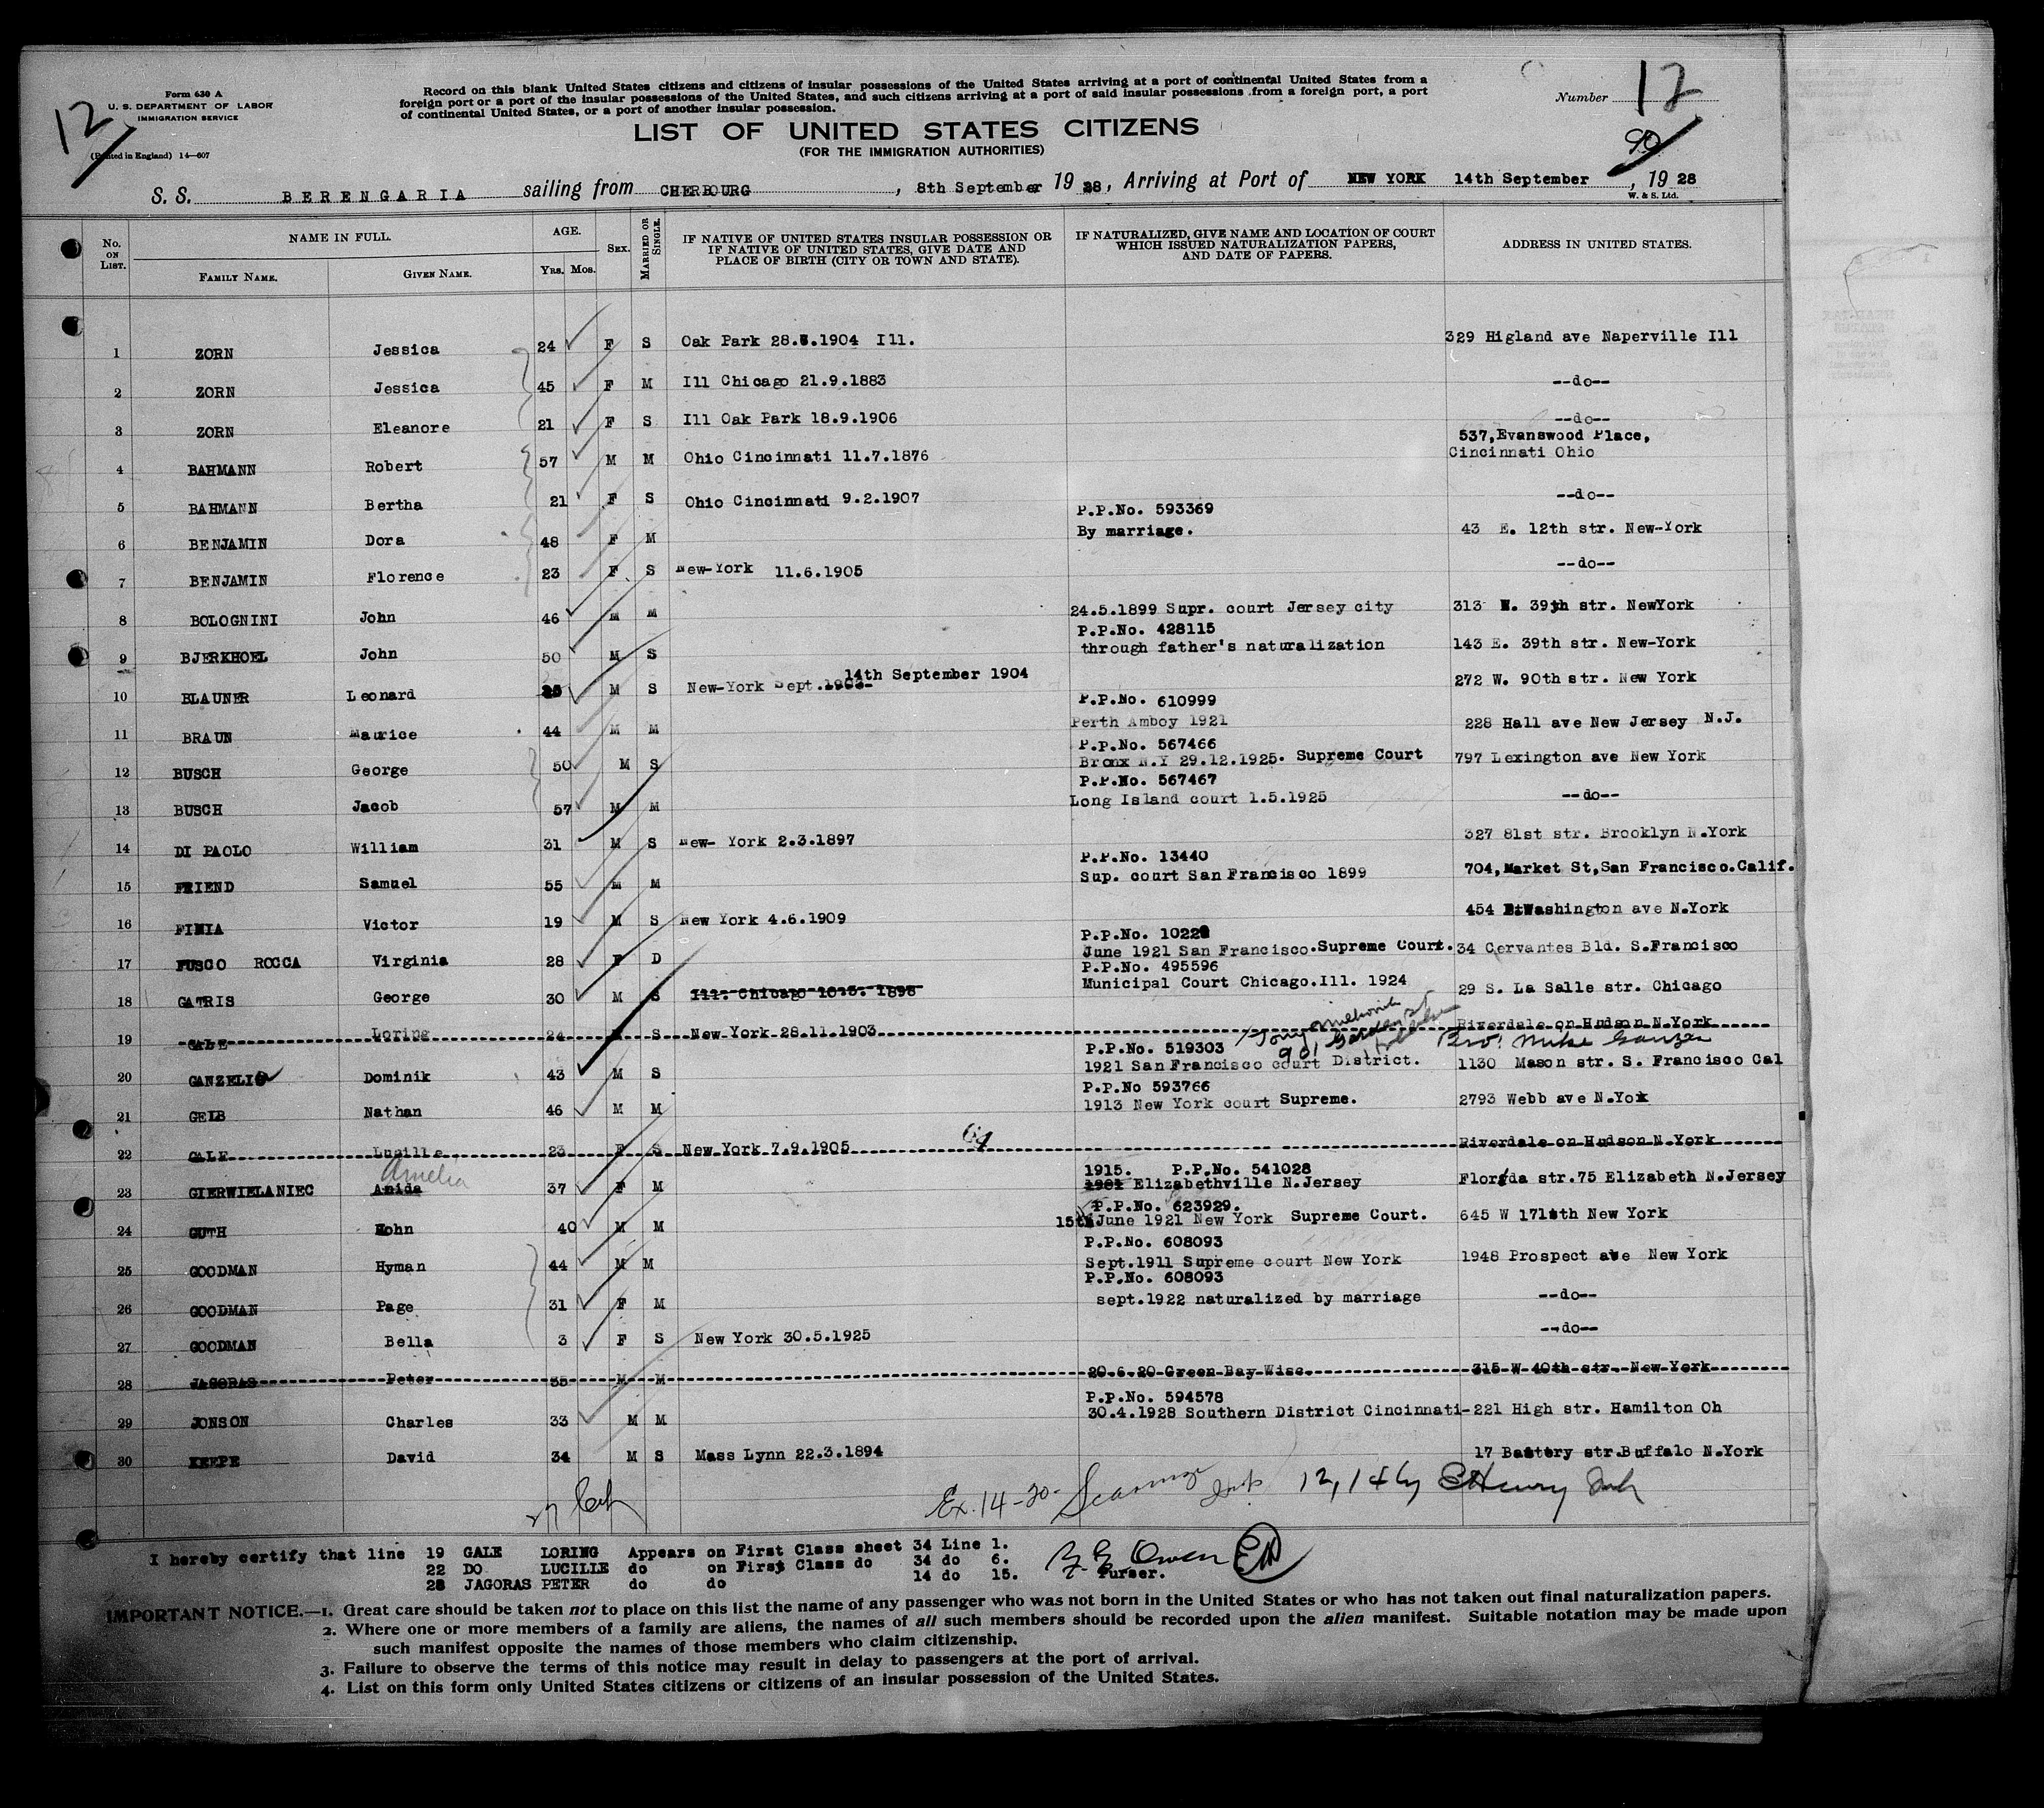 Form 630 A
U. S. DEPARTMENT OF LABOR
IMMIGRATION SERVICE
(Printed in England) 14—607
12
Record on this blank United States citizens and citizens of insular possessions of the United States arriving at a port of continental United States from a
foreign port or a port of the insular possessions of the United States, and such citizens arriving at a port of said insular possessions from a foreign port, a port
of continental United States, or a port of another insular possession.
LIST OF UNITED STATES CITIZENS
(FOR THE IMMIGRATION AUTHORITIES)
Number 12
90
S. S. BERENGARIA sailing from CHERBOURG, 8th September 1928, Arriving at Port of NEW YORK 14th September, 1928
W. & S. Ltd.
No. ON LIST. NAME IN FULL. FAMILY NAME. GIVEN NAME. AGE. YRS. MOS. SEX. MARRIED OR SINGLE. IF NATIVE OF UNITED STATES INSULAR POSSESSION OR IF NATIVE OF UNITED STATES, GIVE DATE AND PLACE OF BIRTH (CITY OR TOWN AND STATE). IF NATURALIZED, GIVE NAME AND LOCATION OF COURT WHICH ISSUED NATURALIZATION PAPERS, AND DATE OF PAPERS. ADDRESS IN UNITED STATES.
1 ZORN Jessica 24 F S Oak Park 28. .1904 Ill. 329 Higland ave Naperville Ill
2 ZORN Jessica 45 F M Ill Chicago 21.9.1883 --do--
3 ZORN Eleanore 21 F S Ill Oak Park 18.9.1906 --do--
537,Evanswood Place,
4 BAHMANN Robert 57 M M Ohio Cincinnati 11.7.1876 Cincinnati Ohio
5 BAHMANN Bertha 21 F S Ohio Cincinnati 9.2.1907 --do--
P.P.No. 593369
6 BENJAMIN Dora 48 F M By marriage. 43 E. 12th str. New-York
7 BENJAMIN Florence 23 F S New-York 11.6.1905 --do--
8 BOLOGNINI John 46 M M 24.5.1899 Supr. court Jersey city 313 39th str. NewYork
P.P.No. 428115
9 BJERKHOEL John 50 M S through father's naturalization 143 E. 39th str. New-York
14th September 1904
10 BLAUNER Leonard M S New-York Sept.1903 272 W. 90th str. New York
P.P.No. 610999
11 BRAUN Maurice 44 M M Perth Amboy 1921 228 Hall ave New Jersey N.J.
P.P.No. 567466
12 BUSCH George 50 M S Bronx N.Y 29.12.1925. Supreme Court 797 Lexington ave New York
P.P.No. 567467
13 BUSCH Jacob 57 M M Long Island court 1.5.1925 --do--
14 DI PAOLO William 31 M S New- York 2.3.1897 327 81st str. Brooklyn N.York
P.P.No. 13440
15 FRIEND Samuel 55 M M Sup. court San Francisco 1899 704,Market St,San Francisco.Calif.
16 FINIA Victor 19 M S New York 4.6.1909 454 Washington ave N.York
P.P.No. 1022
17 FUSCO ROCCA Virginia 28 F D June 1921 San Francisco.Supreme Court. 34 Cervantes Bld. S.Francisco
P.P.No. 495596
18 GATRIS George 30 M S Ill. Chicago 1898 Municipal Court Chicago.Ill. 1924 29 S. La Salle str. Chicago
19 GALE Loring 24 M S New York 28.11.1903 Riverdale on Hudson N.York
P.P.No. 519303 Tony 901 Bro: Mike
20 GANZELI Dominik 43 M S 1921 San Francisco court District. 1130 Mason str. S. Francisco Cal
P.P.No 593766
21 GEIB Nathan 46 M M 1913 New York court Supreme. 2793 Webb ave N.Yok
64
22 GALE Lucille 23 F S New York 7.9.1905 Riverdale on Hudson N.York
Amelia
1915. P.P.No. 541028
23 GIERWIELANIEC Amida 37 F M Elizabethville N.Jersey Florida str.75 Elizabeth N.Jersey
P.P.No. 623929.
24 GUTH John 40 M M 15th June 1921 New York Supreme Court. 645 W 171th New York
P.P.No. 608093
25 GOODMAN Hyman 44 M M Sept.1911 Supreme court New York 1948 Prospect ave New York
P.P.No. 608093
26 GOODMAN Page 31 F M sept.1922 naturalized by marriage --do--
27 GOODMAN Bella 3 F S New York 30.5.1925 --do--
28 JAGORAS Peter 35 M M 20.6.20 Green Bay Wisc. 315 W 40th str. New York
P.P.No. 594578
29 JONSON Charles 33 M M 30.4.1928 Southern District Cincinnati- 221 High str. Hamilton Oh
30 KEEPE David 34 M S Mass Lynn 22.3.1894 17 Battery str.Buffalo N.York
Ex. 14-30- 12, 14 by E Henry
I hereby certify that line 19 GALE LORING Appears on First Class sheet 34 Line 1.
22 DO LUCILLE do on First Class do 34 do 6.
28 JAGORAS PETER do do 14 do 15.
Owen
Purser.
IMPORTANT NOTICE.—1. Great care should be taken not to place on this list the name of any passenger who was not born in the United States or who has not taken out final naturalization papers.
2. Where one or more members of a family are aliens, the names of all such members should be recorded upon the alien manifest. Suitable notation may be made upon
such manifest opposite the names of those members who claim citizenship.
3. Failure to observe the terms of this notice may result in delay to passengers at the port of arrival.
4. List on this form only United States citizens or citizens of an insular possession of the United States.